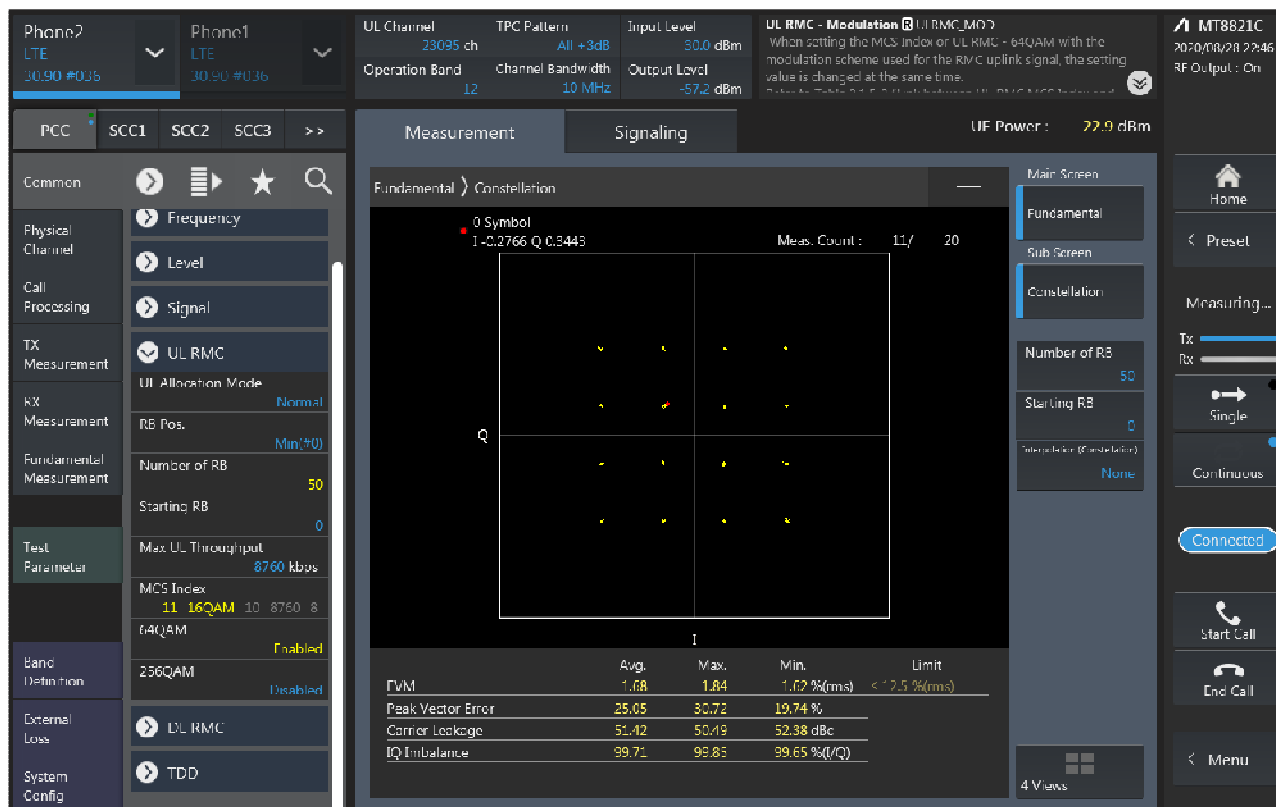 Phone2
LTE
30.90 #036
Phone1
LTE
30.90 #036
UL Channel
23095 ch
TPC Pattern
All +3dB
Input Level
30.0 dBm
Operation Band
12
Channel Bandwidth
10 MHz
Output Level
-57.2 dBm
UL RMC - Modulation R ULRMC_MOD
When setting the MCS Index or UL RMC - 64QAM with the
modulation scheme used for the RMC uplink signal, the setting
value is changed at the same time.
MT8821C
2020/08/28 22:46
RF Output : On
PCC
SCC1
SCC2
SCC3
>>
Measurement
Signaling
UE Power : 22.9 dBm
Common
Physical
Channel
Call
Processing
TX
Measurement
RX
Measurement
Fundamental
Measurement
Test
Parameter
Band
Definition
External
Loss
System
Config
Frequency
Level
Signal
UL RMC
UL Allocation Mode
Normal
RB Pos.
Min(#0)
Number of RB
50
Starting RB
0
Max UL Throughput
8760 kbps
MCS Index
11 16QAM 10 8760 8
64QAM
Enabled
256QAM
Disabled
DL RMC
TDD
Fundamental > Constellation
0 Symbol
I -0.2766 Q 0.3443
Meas. Count : 11/ 20
Q
I
Avg. Max. Min. Limit
EVM 1.68 1.84 1.62 %(rms) < 12.5 %(rms)
Peak Vector Error 25.05 30.72 19.74 %
Carrier Leakage 51.42 50.49 52.38 dBc
IQ Imbalance 99.71 99.85 99.65 %(I/Q)
Main Screen
Fundamental
Sub Screen
Constellation
Number of RB
50
Starting RB
0
Interpolation (Constellation)
None
4 Views
Home
< Preset
Measuring...
Tx
Rx
Single
Continuous
Connected
Start Call
End Call
< Menu